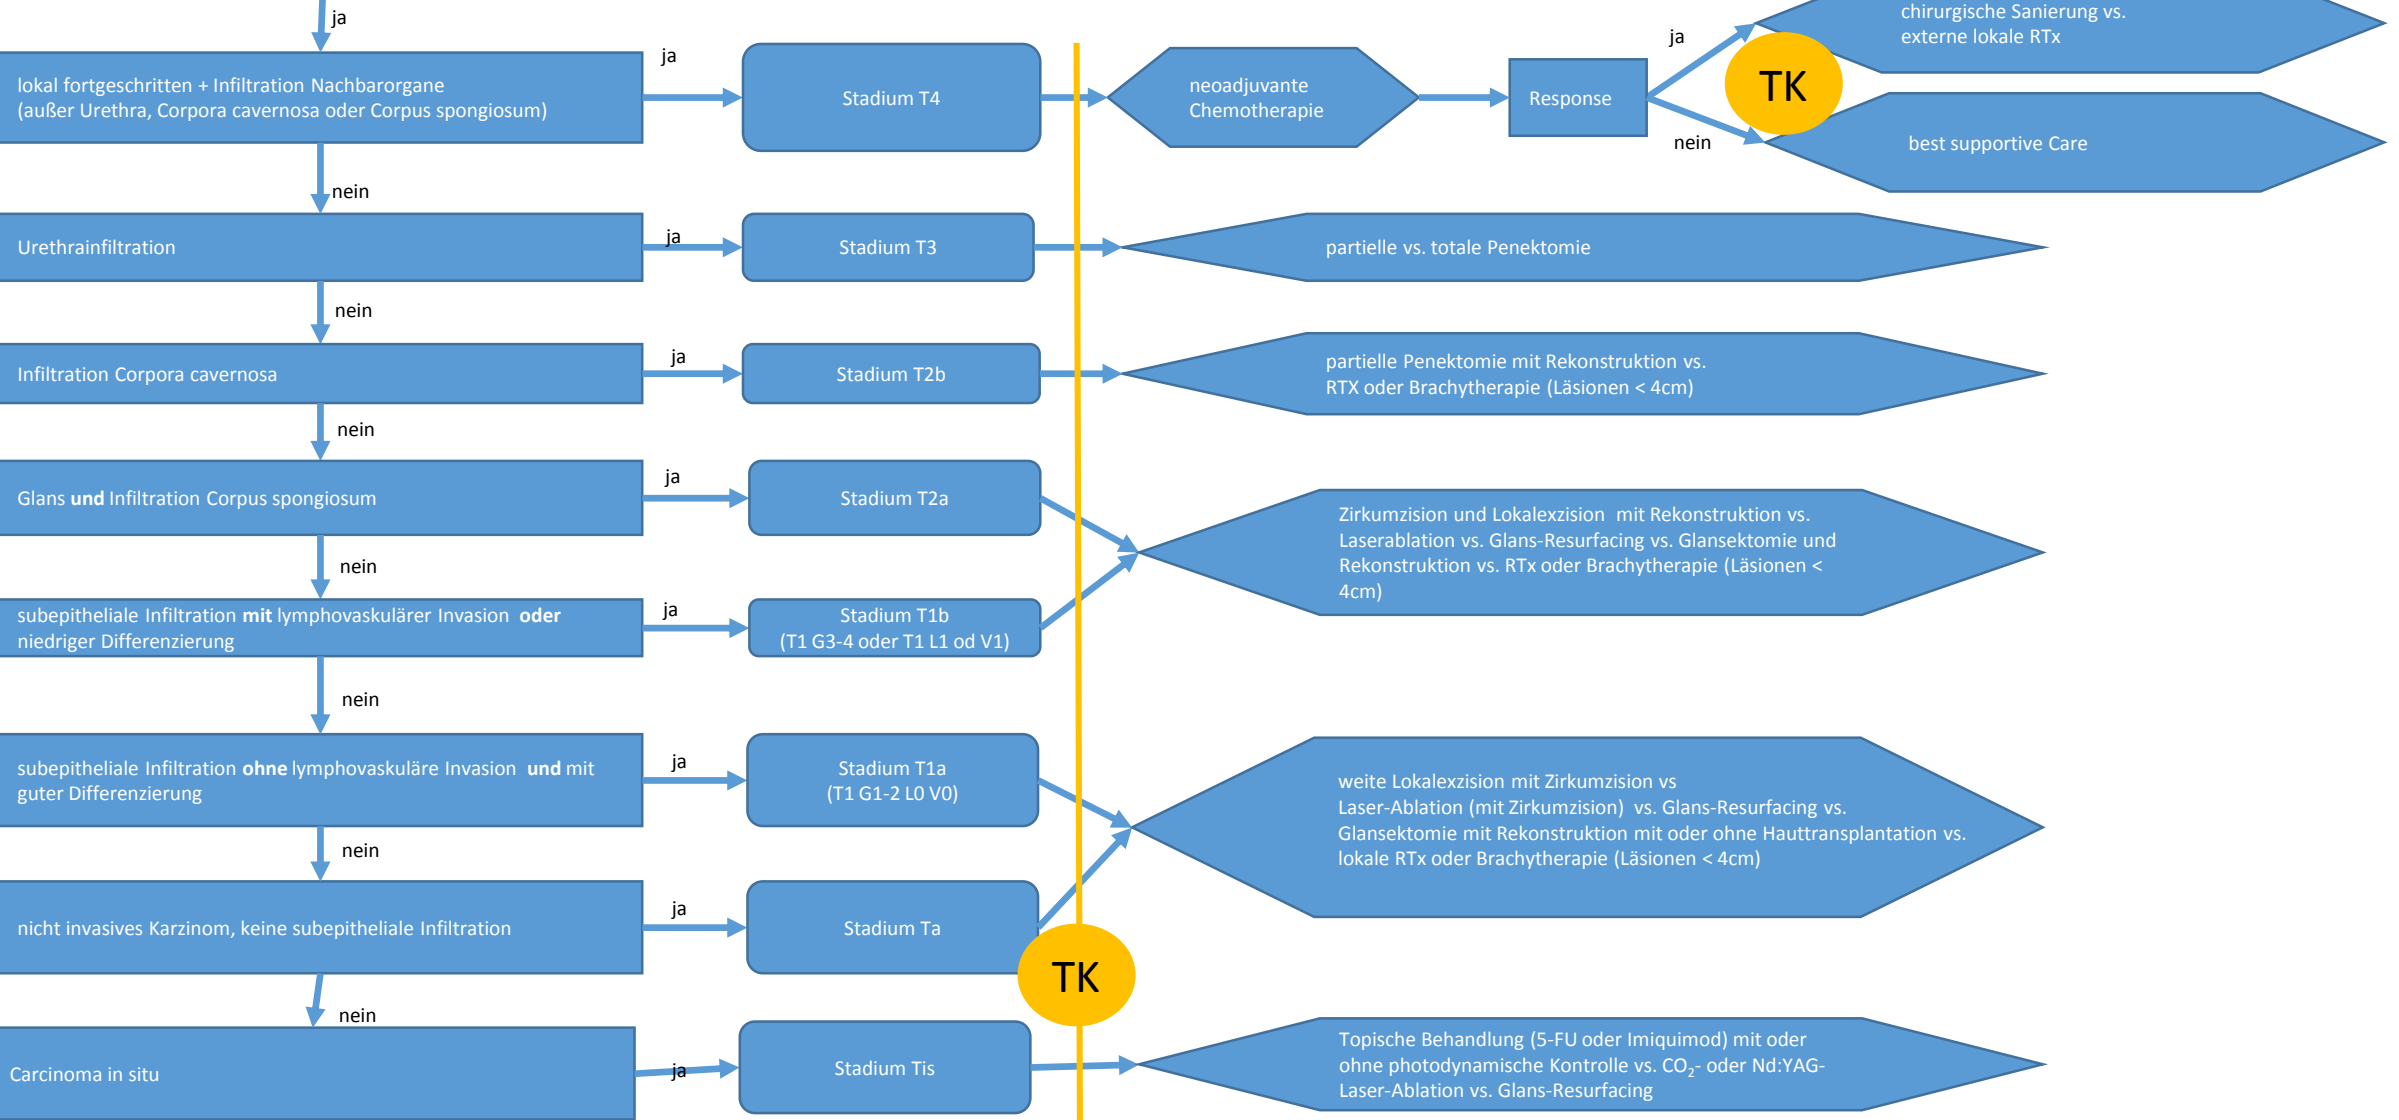 ja
chirurgische Sanierung vs.
externe lokale RTx
lokal fortgeschritten + Infiltration Nachbarorgane
(außer Urethra, Corpora cavernosa oder Corpus spongiosum)
ja
Stadium T4
neoadjuvante
Chemotherapie
Response
ja
TK
nein
best supportive Care
nein
Urethrainfiltration
ja
Stadium T3
partielle vs. totale Penektomie
nein
Infiltration Corpora cavernosa
ja
Stadium T2b
partielle Penektomie mit Rekonstruktion vs.
RTX oder Brachytherapie (Läsionen < 4cm)
nein
Glans und Infiltration Corpus spongiosum
ja
Stadium T2a
Zirkumzision und Lokalexzision mit Rekonstruktion vs.
Laserablation vs. Glans-Resurfacing vs. Glansektomie und
Rekonstruktion vs. RTx oder Brachytherapie (Läsionen <
4cm)
nein
subepitheliale Infiltration mit lymphovaskulärer Invasion oder
niedriger Differenzierung
ja
Stadium T1b
(T1 G3-4 oder T1 L1 od V1)
nein
subepitheliale Infiltration ohne lymphovaskuläre Invasion und mit
guter Differenzierung
ja
Stadium T1a
(T1 G1-2 L0 V0)
weite Lokalexzision mit Zirkumzision vs
Laser-Ablation (mit Zirkumzision) vs. Glans-Resurfacing vs.
Glansektomie mit Rekonstruktion mit oder ohne Hauttransplantation vs.
lokale RTx oder Brachytherapie (Läsionen < 4cm)
nein
nicht invasives Karzinom, keine subepitheliale Infiltration
ja
Stadium Ta
TK
nein
Carcinoma in situ
ja
Stadium Tis
Topische Behandlung (5-FU oder Imiquimod) mit oder
ohne photodynamische Kontrolle vs. CO₂- oder Nd:YAG-
Laser-Ablation vs. Glans-Resurfacing